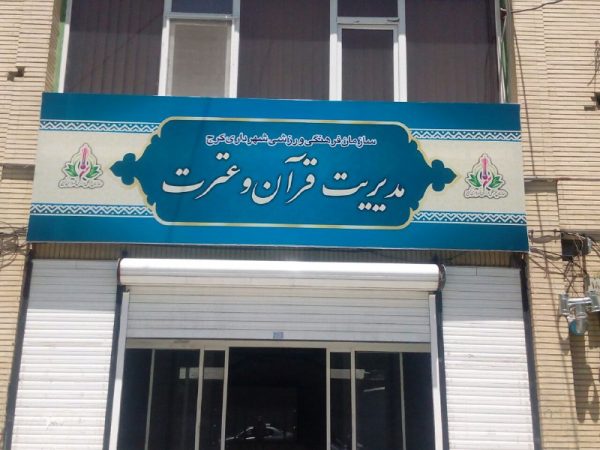 سازمان فرهنگی ورزشی شهرداری کرج
مدیریت قرآن و عترت